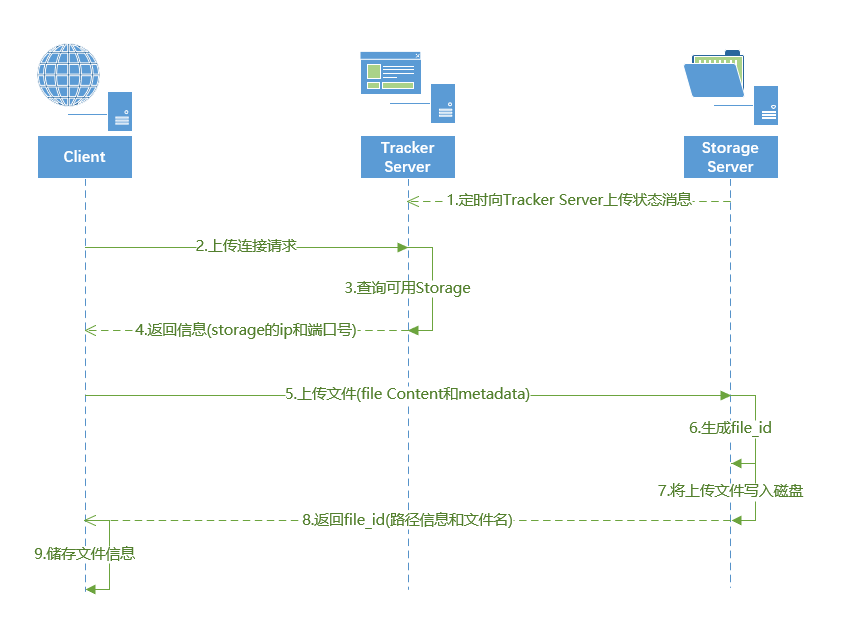 Client
Tracker
Server
Storage
Server
1.定时向Tracker Server上传状态消息
2.上传连接请求
3.查询可用Storage
4.返回信息(storage的ip和端口号)
5.上传文件(file Content和metadata)
6.生成file_id
7.将上传文件写入磁盘
8.返回file_id(路径信息和文件名)
9.储存文件信息